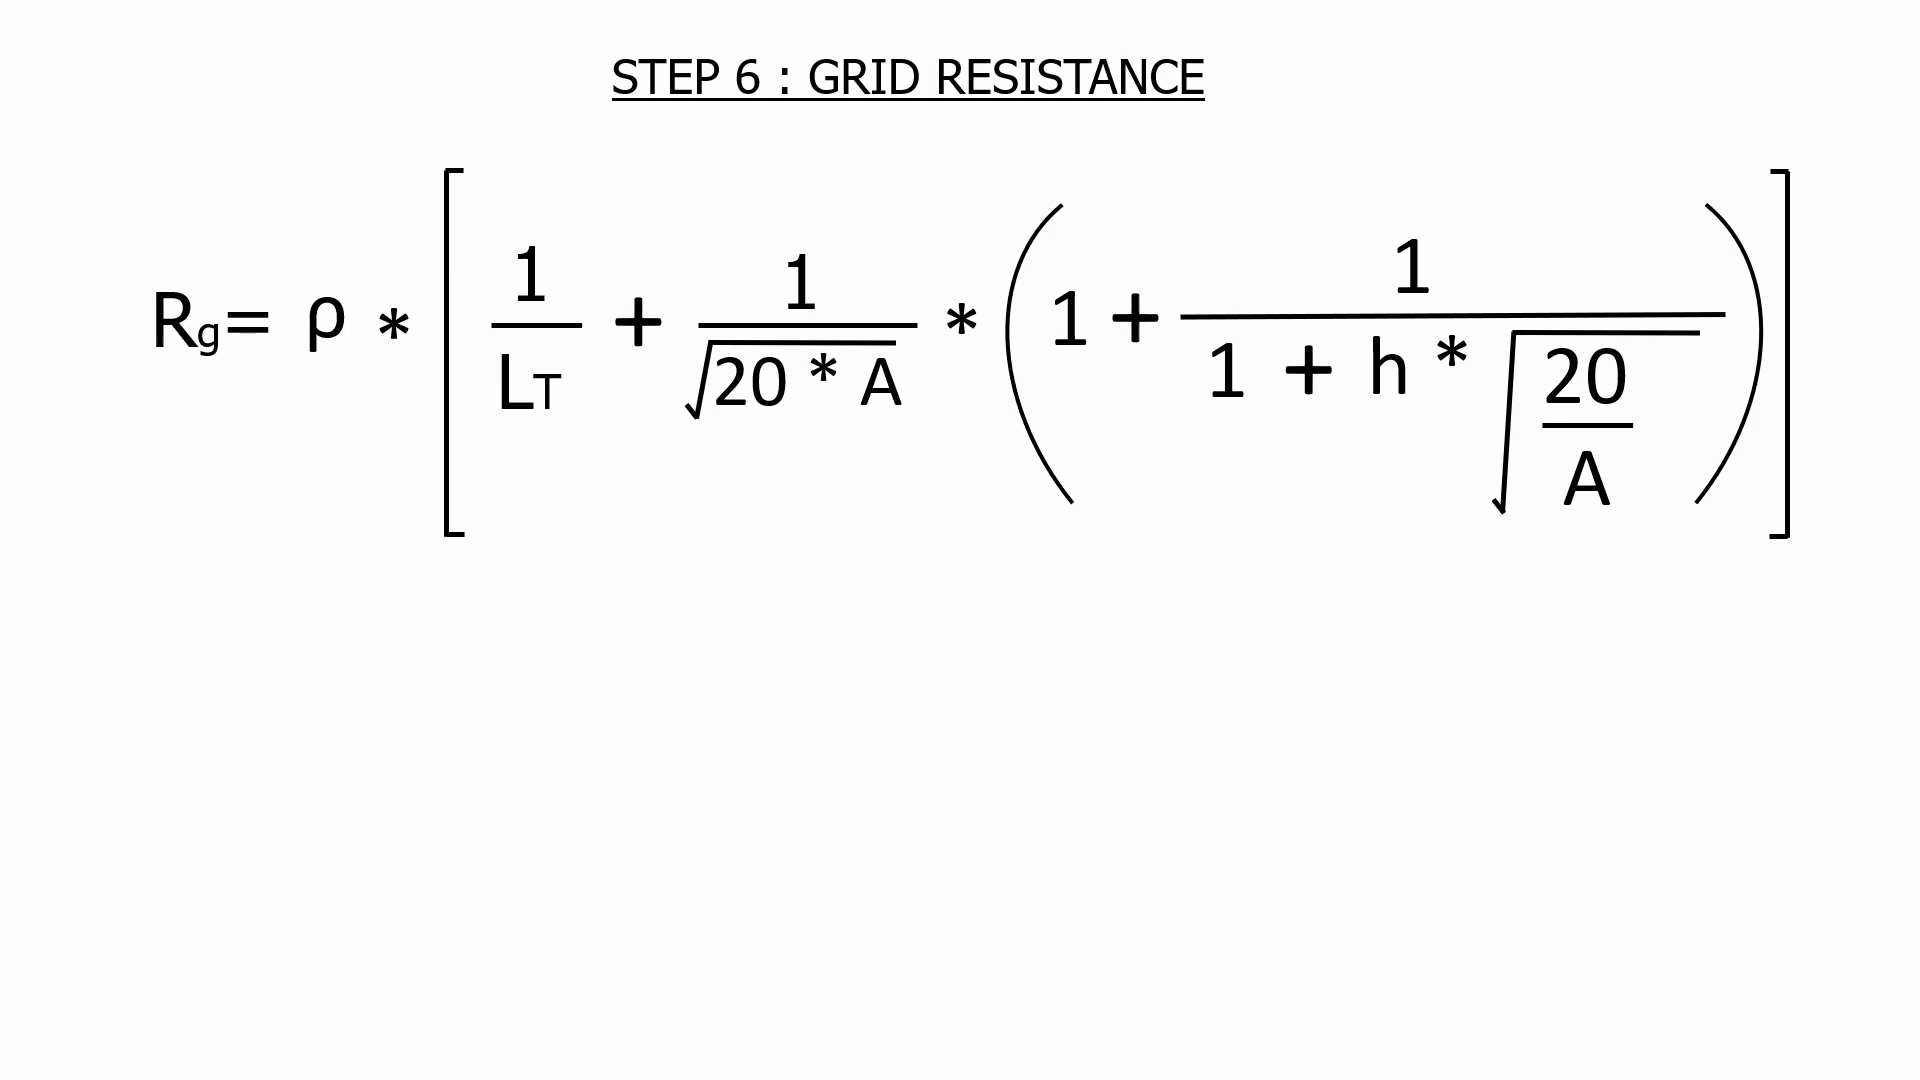 STEP 6 : GRID RESISTANCE
Rg= ρ * [ 1/LT + 1/√(20 * A) * ( 1 + 1/(1 + h * √(20/A)) ) ]